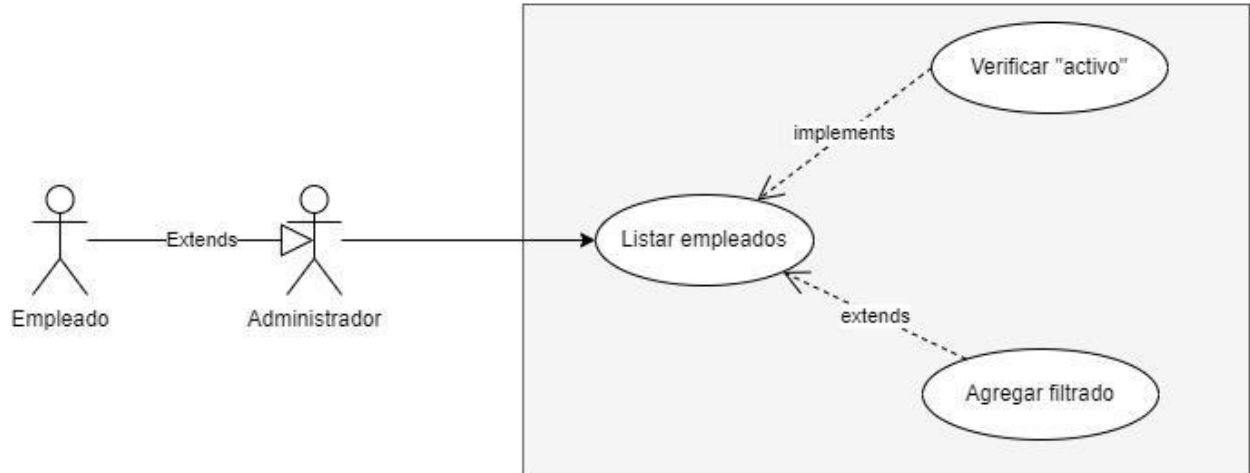 Verificar "activo"
implements
Extends
Listar empleados
Empleado
Administrador
extends
Agregar filtrado